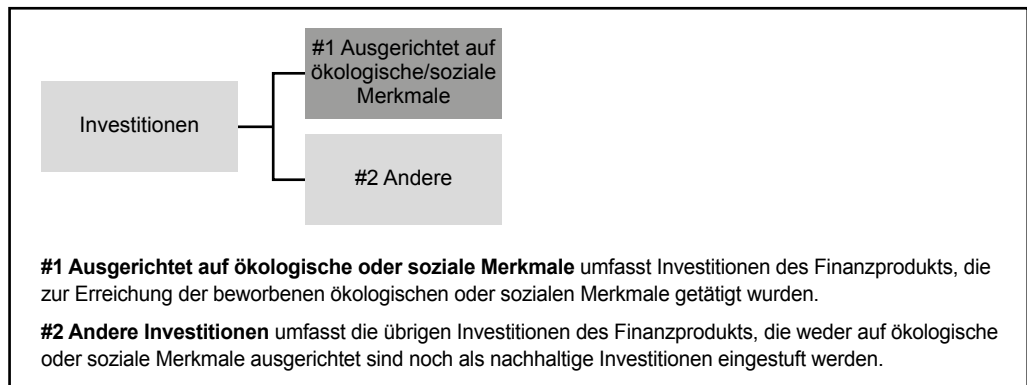 #1 Ausgerichtet auf
ökologische/soziale
Merkmale
Investitionen
#2 Andere
#1 Ausgerichtet auf ökologische oder soziale Merkmale umfasst Investitionen des Finanzprodukts, die
zur Erreichung der beworbenen ökologischen oder sozialen Merkmale getätigt wurden.
#2 Andere Investitionen umfasst die übrigen Investitionen des Finanzprodukts, die weder auf ökologische
oder soziale Merkmale ausgerichtet sind noch als nachhaltige Investitionen eingestuft werden.